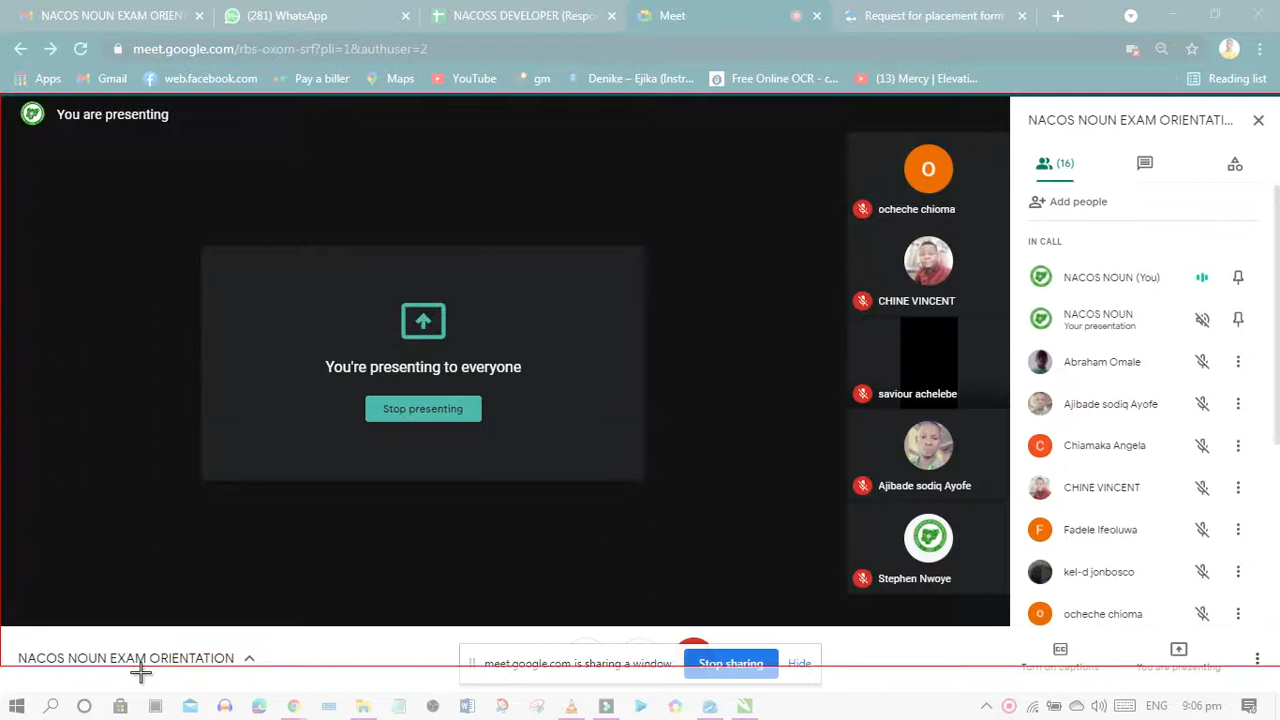 NACOS NOUN EXAM ORIENT
(281) WhatsApp
NACOSS DEVELOPER (Respo
Meet
Request for placement form
meet.google.com/rbs-oxom-srf?pli=1&authuser=2
Apps
Gmail
web.facebook.com
Pay a biller
Maps
YouTube
gm
Denike – Ejika (Instr...
Free Online OCR - c...
(13) Mercy | Elevati...
Reading list
You are presenting
You're presenting to everyone
Stop presenting
O
ocheche chioma
CHINE VINCENT
saviour achelebe
Ajibade sodiq Ayofe
Stephen Nwoye
NACOS NOUN EXAM ORIENTATI...
(16)
Add people
IN CALL
NACOS NOUN (You)
NACOS NOUN
Your presentation
Abraham Omale
Ajibade sodiq Ayofe
C
Chiamaka Angela
CHINE VINCENT
F
Fadele Ifeoluwa
kel-d jonbosco
o
ocheche chioma
NACOS NOUN EXAM ORIENTATION
meet.google.com is sharing a window.
Stop sharing
Hide
Turn on captions
You are presenting
ENG
9:06 pm